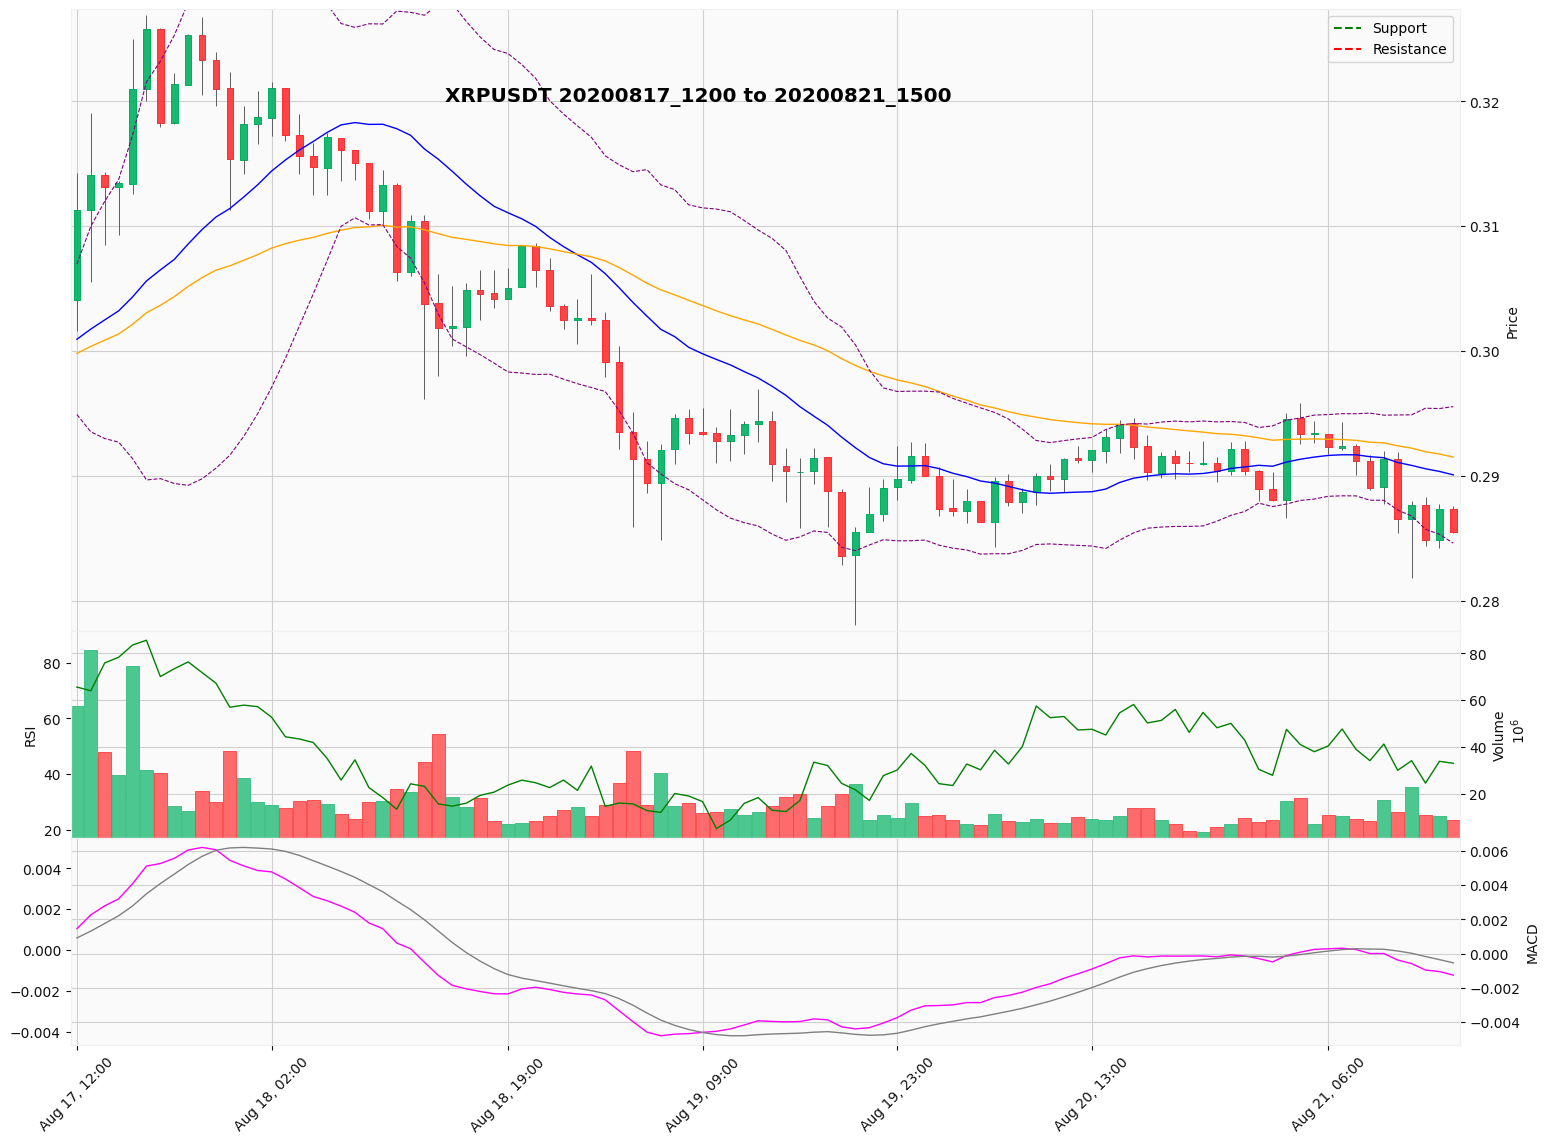 XRPUSDT 20200817_1200 to 20200821_1500
Support
Resistance
0.32
0.31
0.30
0.29
0.28
Price
80
60
40
20
RSI
80
60
40
20
Volume
10^6
0.004
0.002
0.000
−0.002
−0.004
0.006
0.004
0.002
0.000
−0.002
−0.004
MACD
Aug 17, 12:00
Aug 18, 02:00
Aug 18, 19:00
Aug 19, 09:00
Aug 19, 23:00
Aug 20, 13:00
Aug 21, 06:00